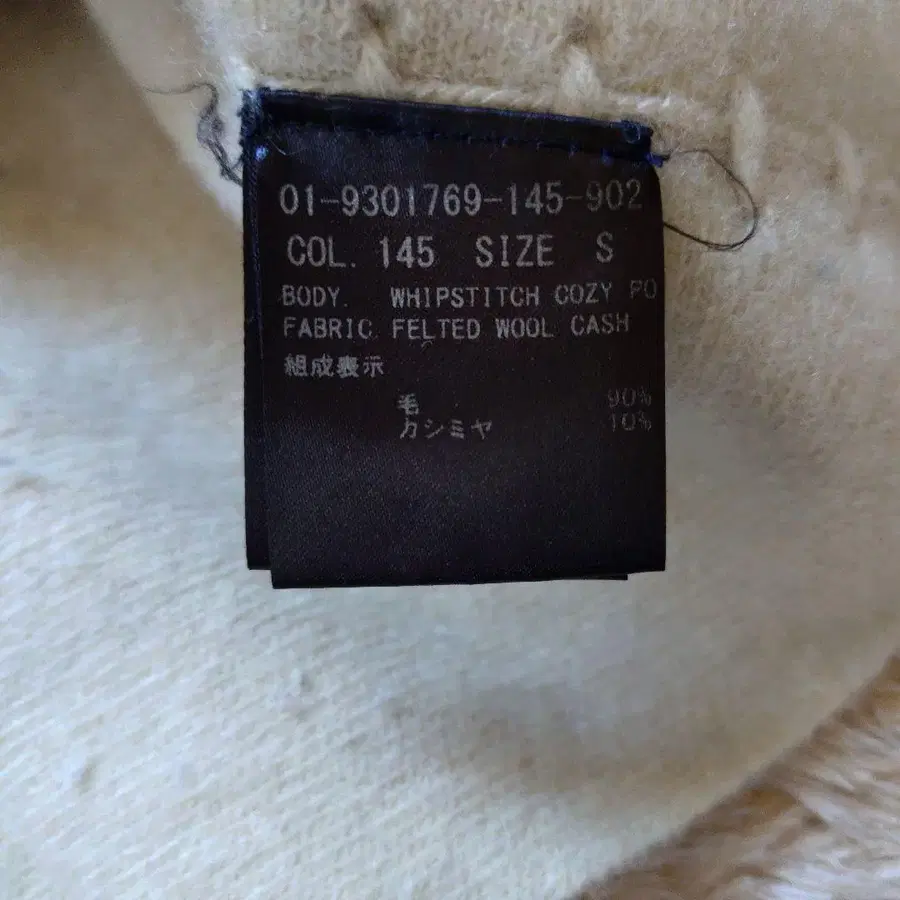 01-9301769-145-902
COL. 145 SIZE S
BODY. WHIPSTITCH COZY PO
FABRIC. FELTED WOOL CASH
組成表示
毛 90%
カシミヤ 10%